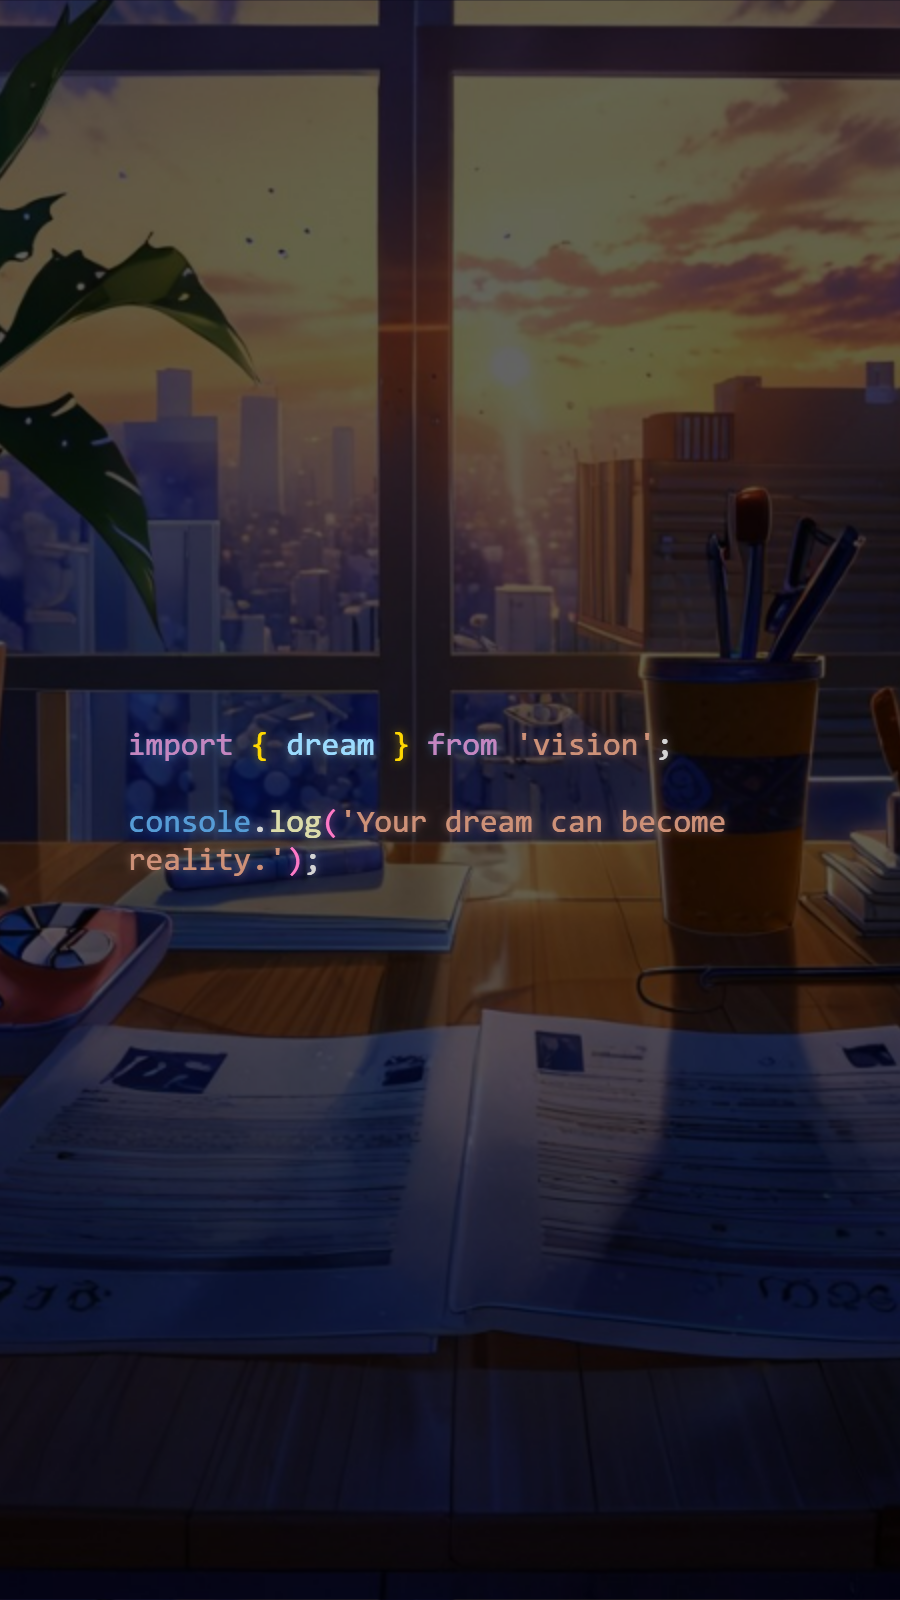 import { dream } from 'vision';
console.log('Your dream can become
reality.');